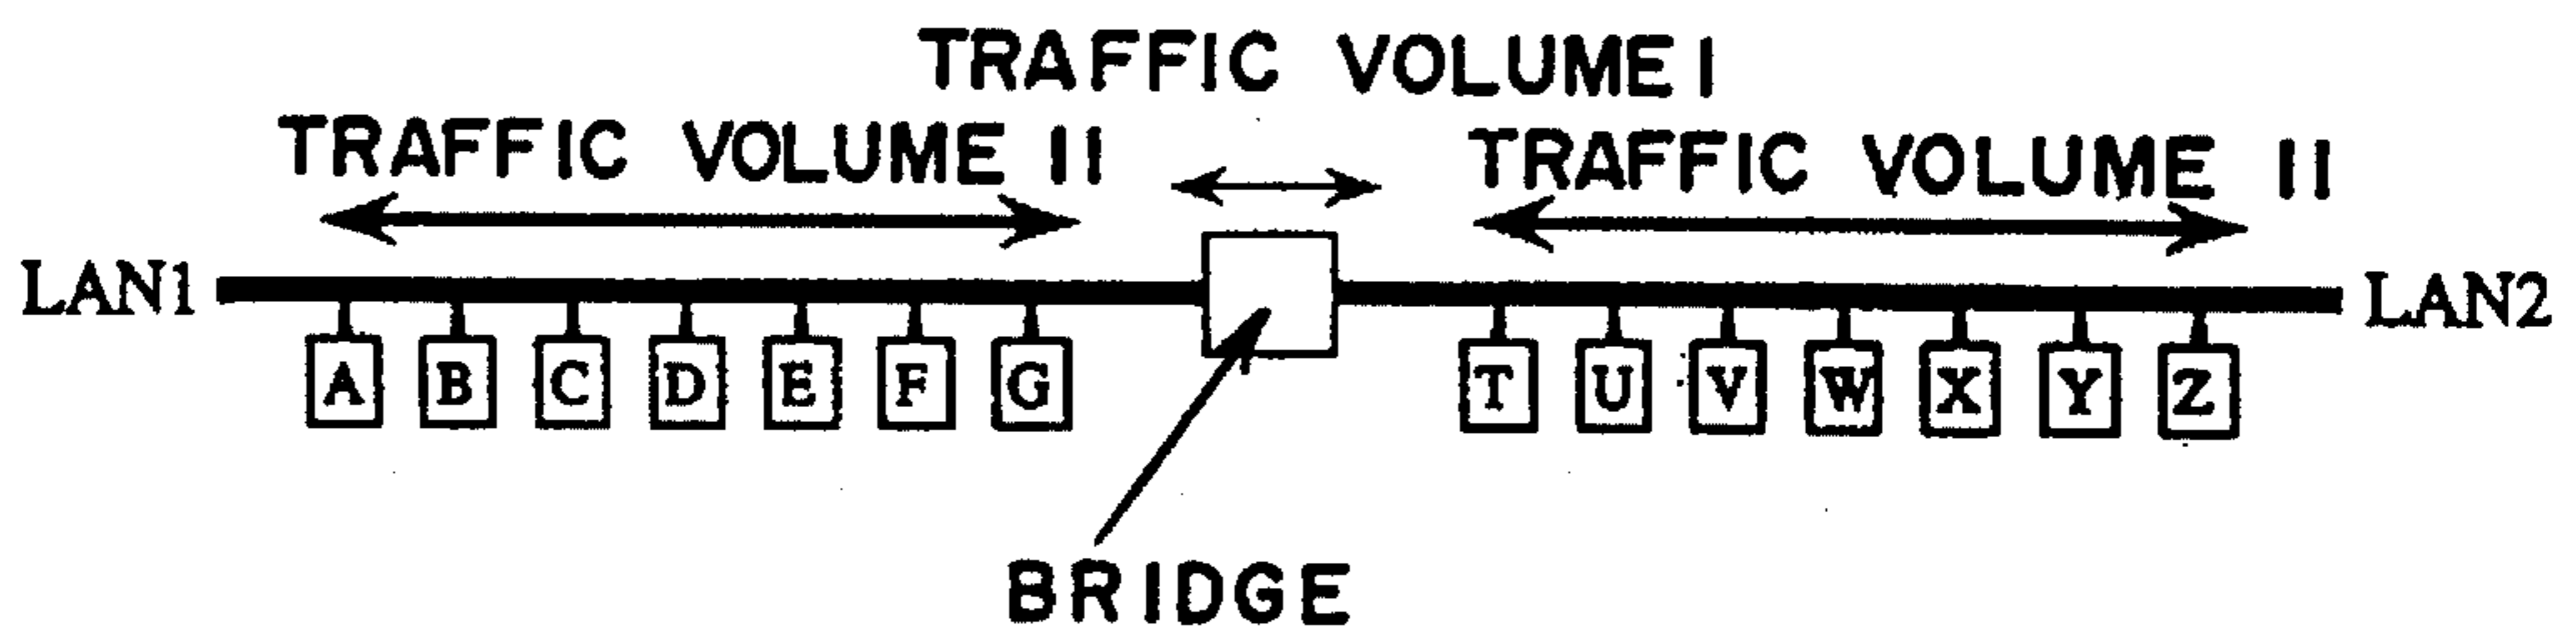 TRAFFIC VOLUME I
TRAFFIC VOLUME II
TRAFFIC VOLUME II
LAN1
LAN2
A B C D E F G
T U V W X Y Z
BRIDGE